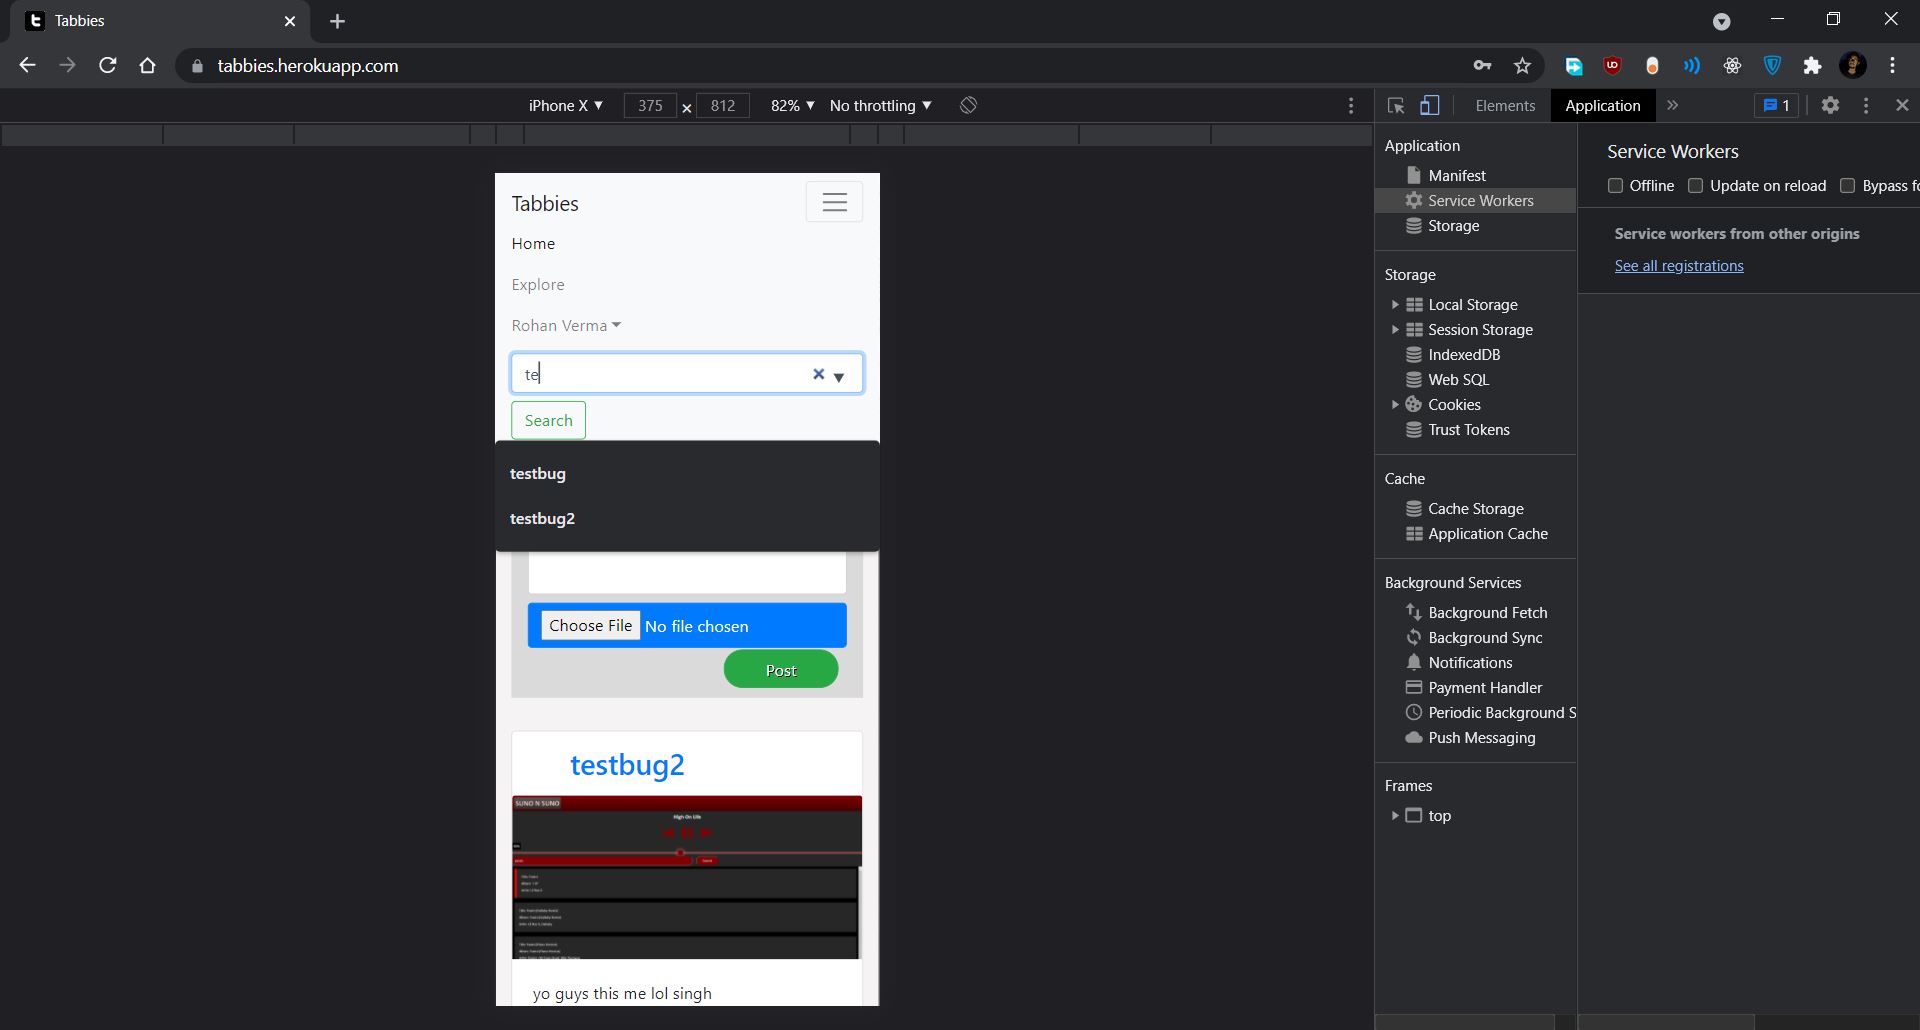 Tabbies
tabbies.herokuapp.com
iPhone X ▼ 375 × 812 82% ▼ No throttling ▼
Elements Application » 1
Tabbies
Home
Explore
Rohan Verma
te
Search
testbug
testbug2
Choose File No file chosen
Post
testbug2
SUNO N SUNO
High On Life
yo guys this me lol singh
Application
Manifest
Service Workers
Storage
Storage
Local Storage
Session Storage
IndexedDB
Web SQL
Cookies
Trust Tokens
Cache
Cache Storage
Application Cache
Background Services
Background Fetch
Background Sync
Notifications
Payment Handler
Periodic Background S
Push Messaging
Frames
top
Service Workers
Offline Update on reload Bypass fo
Service workers from other origins
See all registrations